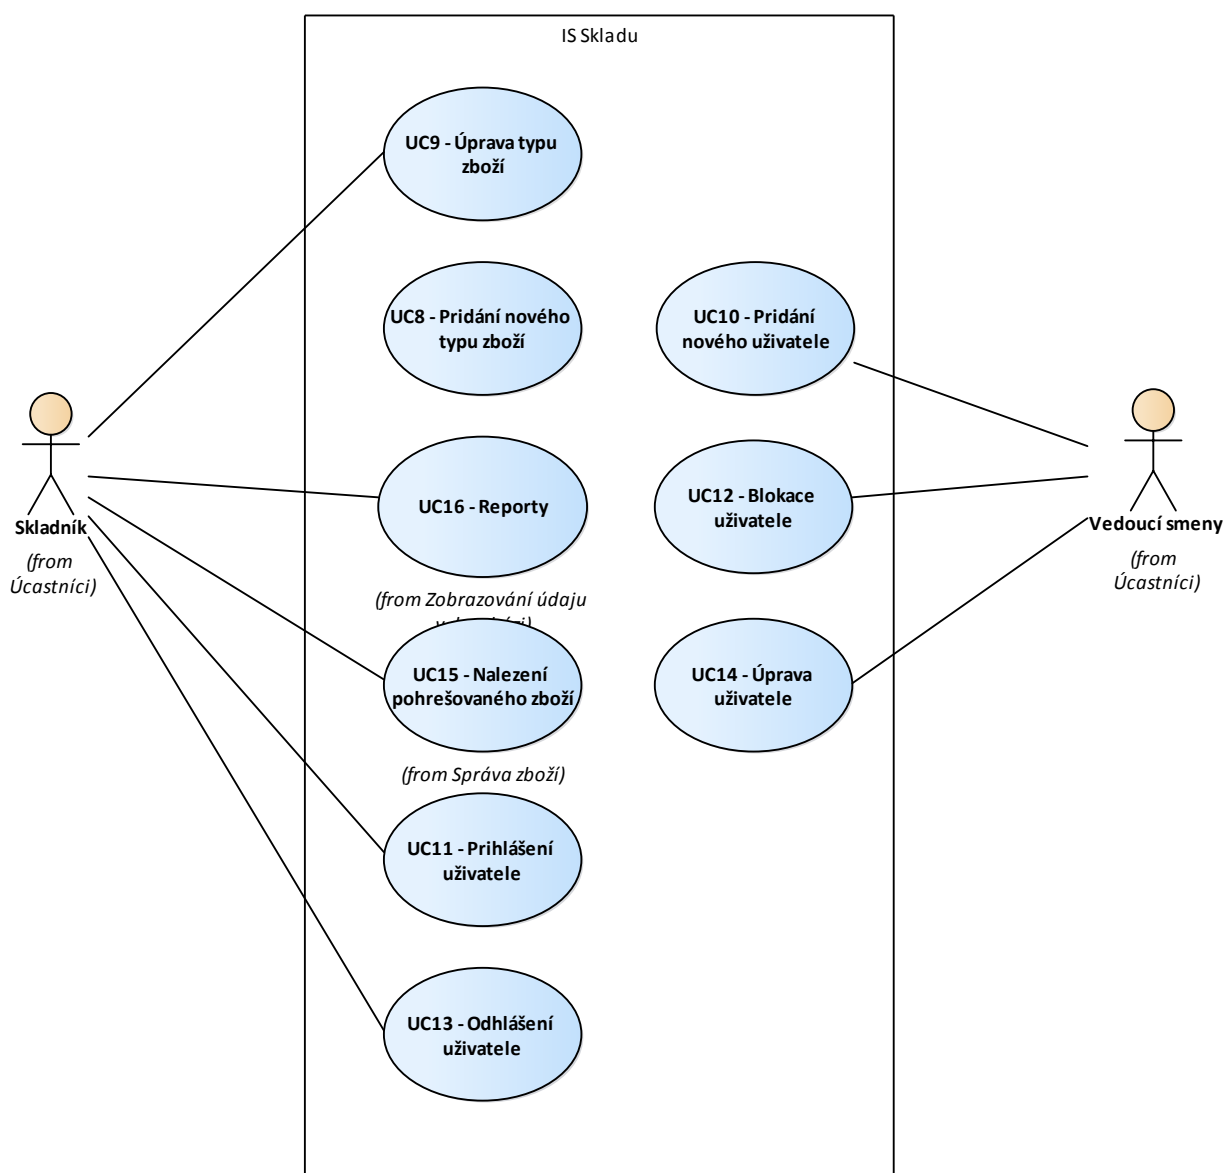 IS Skladu
UC9 - Úprava typu
zboží
UC8 - Pridání nového
typu zboží
UC10 - Pridání
nového uživatele
UC16 - Reporty
UC12 - Blokace
uživatele
Skladník
(from
Úcastníci)
Vedoucí smeny
(from
Úcastníci)
(from Zobrazování údaju
UC15 - Nalezení
pohrešovaného zboží
UC14 - Úprava
uživatele
(from Správa zboží)
UC11 - Prihlášení
uživatele
UC13 - Odhlášení
uživatele